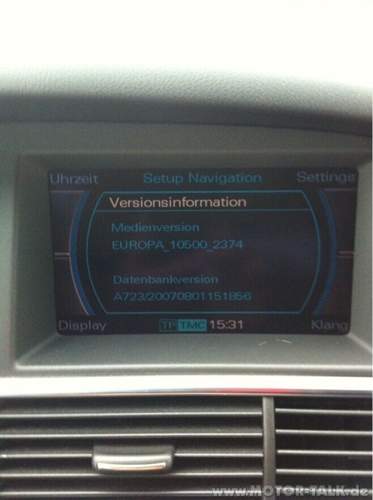 Uhrzeit Setup Navigation Settings
Versionsinformation
Medienversion
EUROPA_10500_2374
Datenbankversion
A723/20070801151856
Display TP TMC 15:31 Klang
www.MOTOR-TALK.de